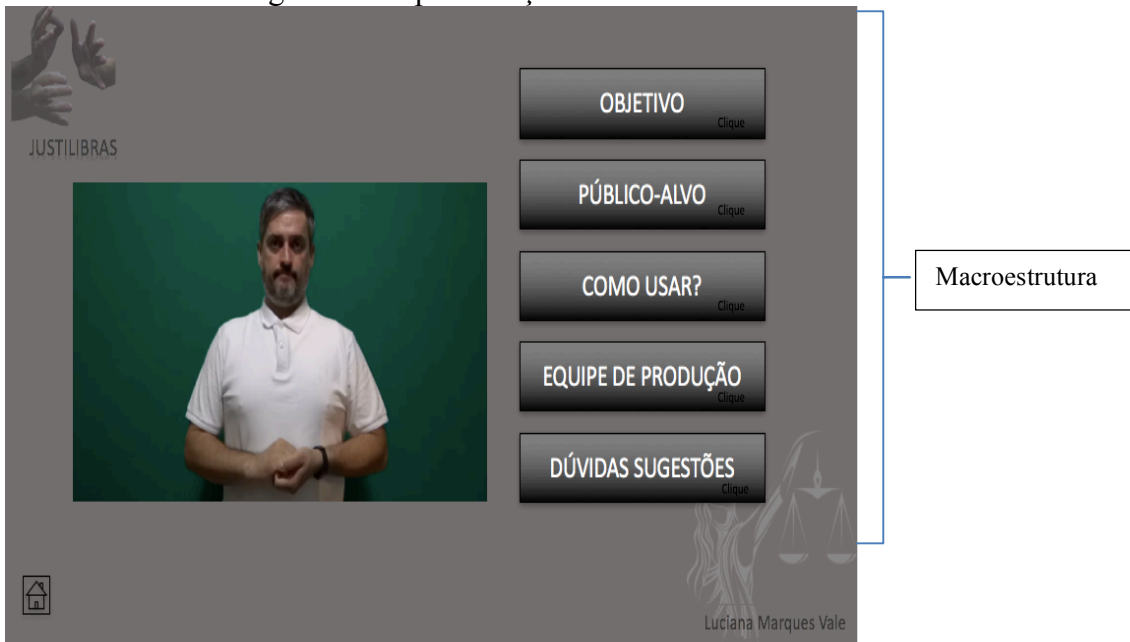 JUSTILIBRAS
OBJETIVO
Clique
PÚBLICO-ALVO
Clique
COMO USAR?
Clique
EQUIPE DE PRODUÇÃO
Clique
DÚVIDAS SUGESTÕES
Clique
Macroestrutura
Luciana Marques Vale